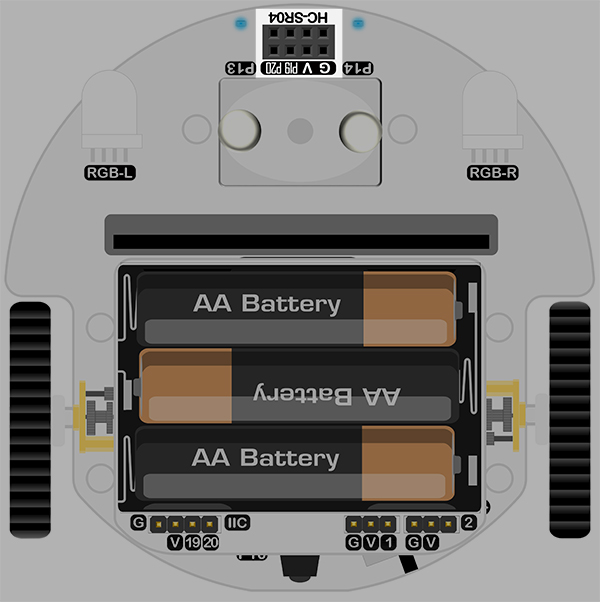 HC-SR04
P13
P20 P19 V G
P14
RGB-L
RGB-R
AA Battery
AA Battery
AA Battery
G
IIC
2
V 19 20
G V 1
G V